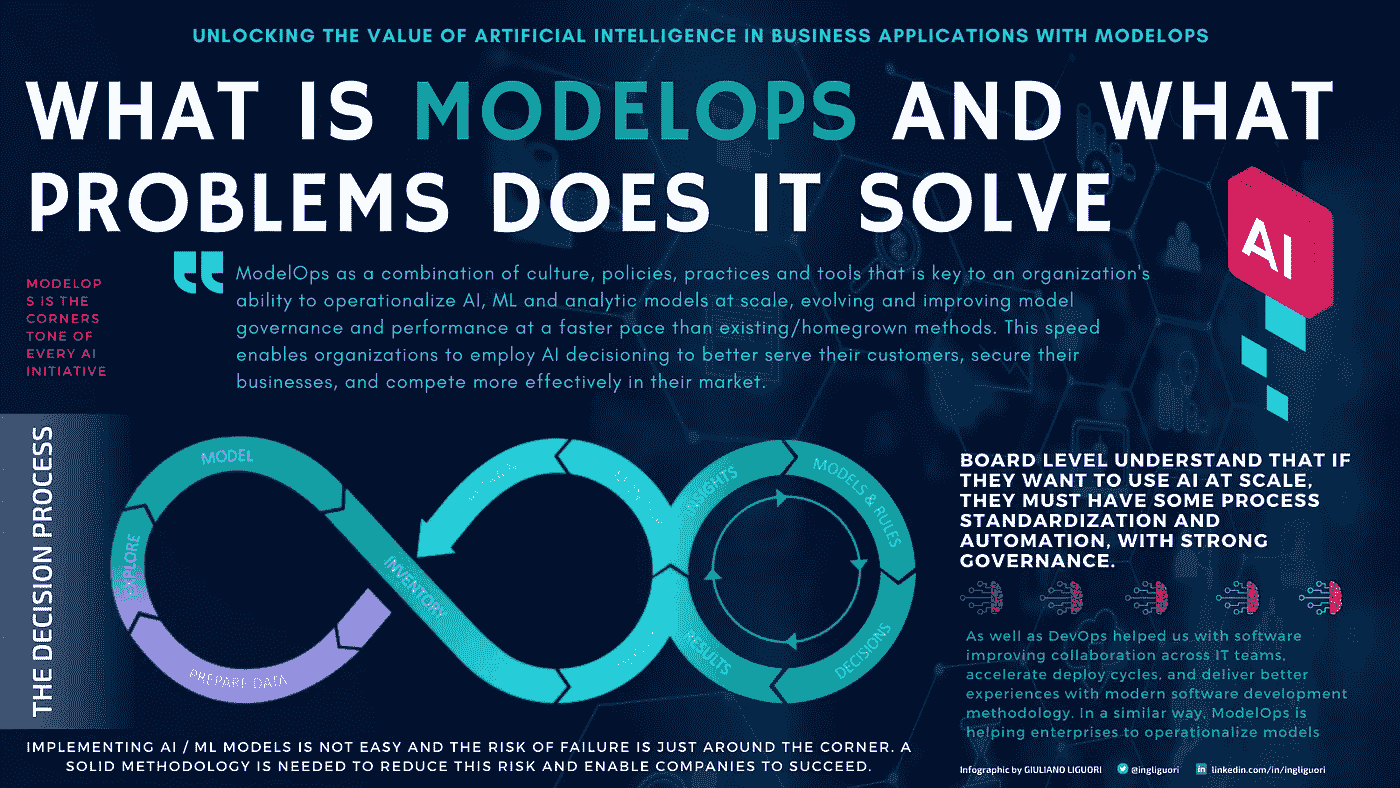 UNLOCKING THE VALUE OF ARTIFICIAL INTELLIGENCE IN BUSINESS APPLICATIONS WITH MODELOPS
WHAT IS MODELOPS AND WHAT
PROBLEMS DOES IT SOLVE
AI
MODELOP
S IS THE
CORNERS
TONE OF
EVERY AI
INITIATIVE
ModelOps as a combination of culture, policies, practices and tools that is key to an organization's
ability to operationalize AI, ML and analytic models at scale, evolving and improving model
governance and performance at a faster pace than existing/homegrown methods. This speed
enables organizations to employ AI decisioning to better serve their customers, secure their
businesses, and compete more effectively in their market.
THE DECISION PROCESS
MODEL
EXPLORE
PREPARE DATA
INVENTORY
INSIGHTS
MODELS & RULES
DECISIONS
RESULTS
BOARD LEVEL UNDERSTAND THAT IF
THEY WANT TO USE AI AT SCALE,
THEY MUST HAVE SOME PROCESS
STANDARDIZATION AND
AUTOMATION, WITH STRONG
GOVERNANCE.
As well as DevOps helped us with software
improving collaboration across IT teams,
accelerate deploy cycles, and deliver better
experiences with modern software development
methodology. In a similar way, ModelOps is
helping enterprises to operationalize models
IMPLEMENTING AI / ML MODELS IS NOT EASY AND THE RISK OF FAILURE IS JUST AROUND THE CORNER. A
SOLID METHODOLOGY IS NEEDED TO REDUCE THIS RISK AND ENABLE COMPANIES TO SUCCEED.
Infographic by GIULIANO LIGUORI @ingliguori in linkedin.com/in/ingliguori